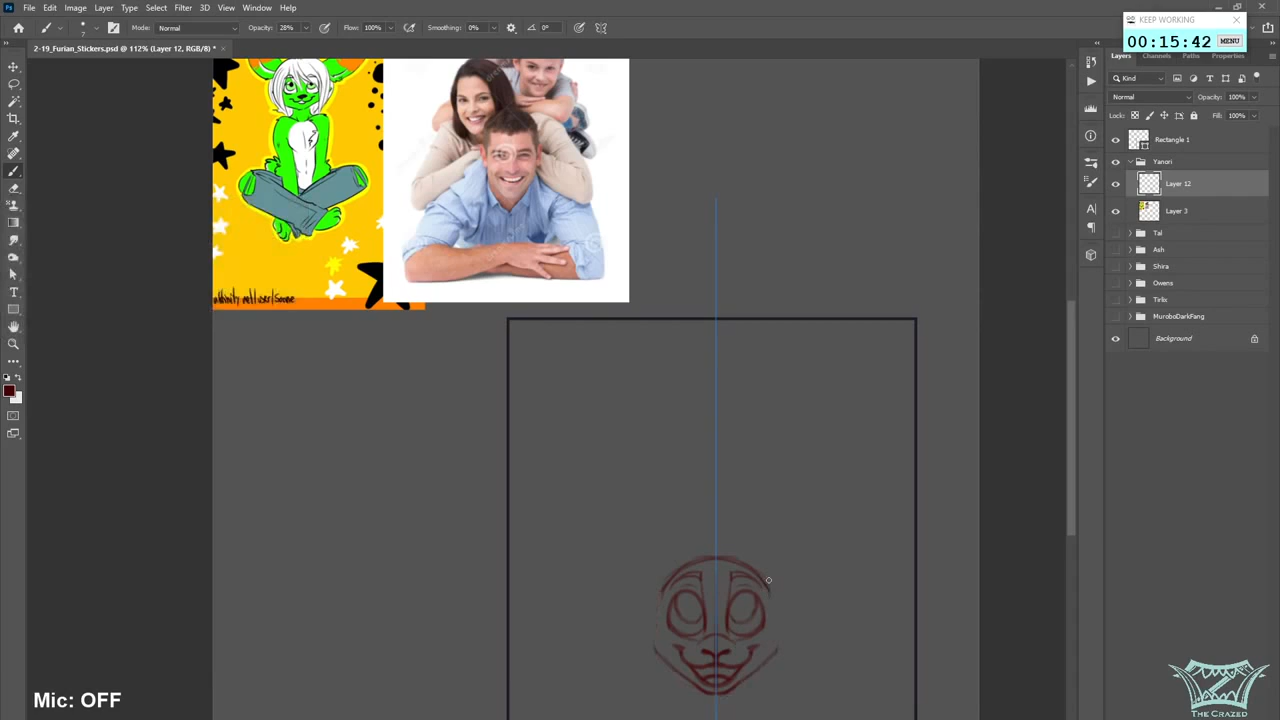 File Edit Image Layer Type Select Filter 3D View Window Help
Mode: Normal Opacity: 28% Flow: 100% Smoothing: 0% 0°
2-19_Furian_Stickers.psd @ 112% (Layer 12, RGB/8) *
KEEP WORKING
00:15:42 MENU
Layers Channels Paths Properties
Kind
Normal Opacity: 100%
Lock: Fill: 100%
Rectangle 1
Yanori
Layer 12
Layer 3
Tal
Ash
Shira
Owens
Tirlix
MuroboDarkFang
Background
Mic: OFF
THE CRAZED